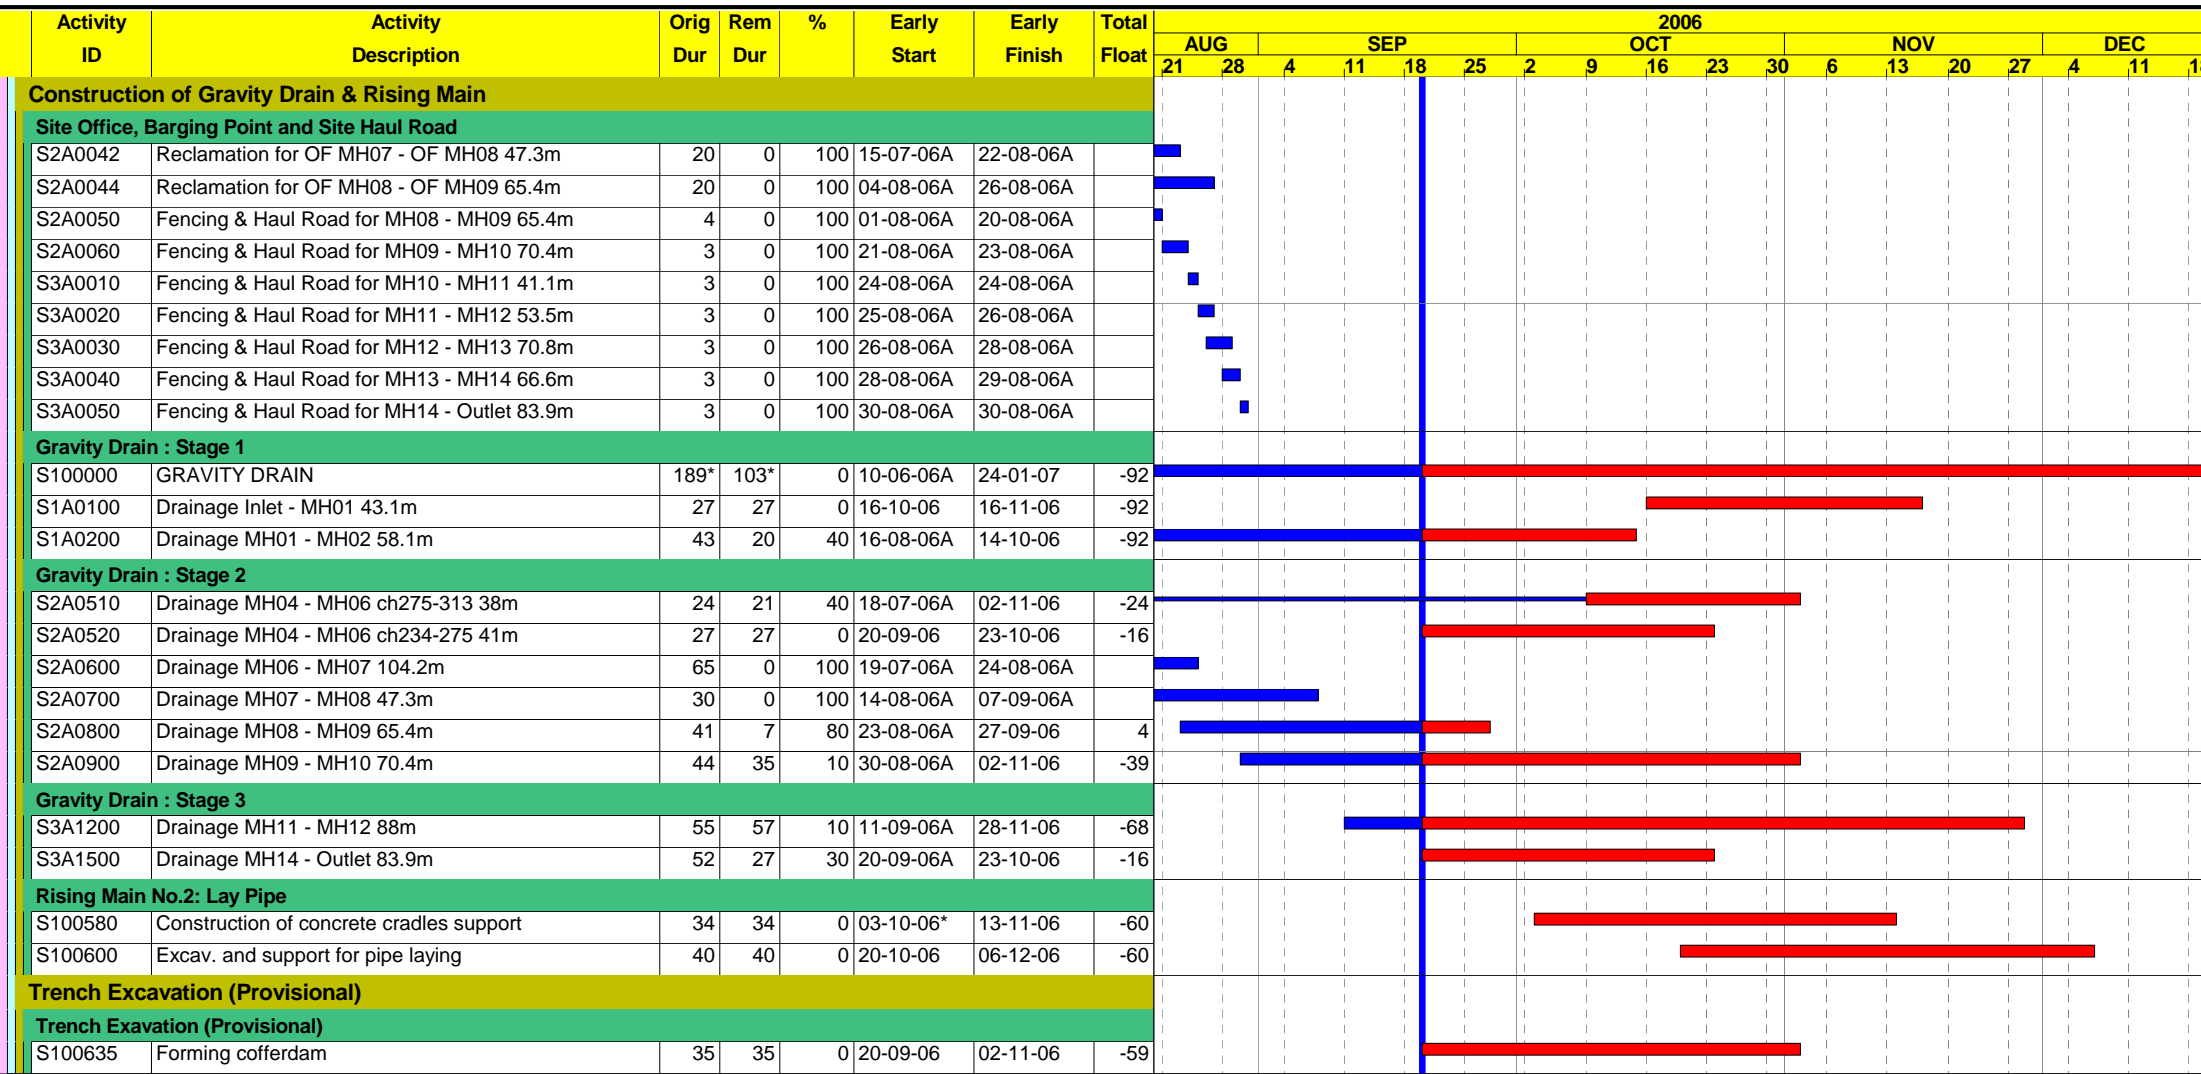 Activity Activity Orig Rem % Early Early Total 2006
ID Description Dur Dur Start Finish Float AUG SEP OCT NOV DEC
21 28 4 11 18 25 2 9 16 23 30 6 13 20 27 4 11
Construction of Gravity Drain & Rising Main
Site Office, Barging Point and Site Haul Road
S2A0042 Reclamation for OF MH07 - OF MH08 47.3m 20 0 100 15-07-06A 22-08-06A
S2A0044 Reclamation for OF MH08 - OF MH09 65.4m 20 0 100 04-08-06A 26-08-06A
S2A0050 Fencing & Haul Road for MH08 - MH09 65.4m 4 0 100 01-08-06A 20-08-06A
S2A0060 Fencing & Haul Road for MH09 - MH10 70.4m 3 0 100 21-08-06A 23-08-06A
S3A0010 Fencing & Haul Road for MH10 - MH11 41.1m 3 0 100 24-08-06A 24-08-06A
S3A0020 Fencing & Haul Road for MH11 - MH12 53.5m 3 0 100 25-08-06A 26-08-06A
S3A0030 Fencing & Haul Road for MH12 - MH13 70.8m 3 0 100 26-08-06A 28-08-06A
S3A0040 Fencing & Haul Road for MH13 - MH14 66.6m 3 0 100 28-08-06A 29-08-06A
S3A0050 Fencing & Haul Road for MH14 - Outlet 83.9m 3 0 100 30-08-06A 30-08-06A
Gravity Drain : Stage 1
S100000 GRAVITY DRAIN 189* 103* 0 10-06-06A 24-01-07 -92
S1A0100 Drainage Inlet - MH01 43.1m 27 27 0 16-10-06 16-11-06 -92
S1A0200 Drainage MH01 - MH02 58.1m 43 20 40 16-08-06A 14-10-06 -92
Gravity Drain : Stage 2
S2A0510 Drainage MH04 - MH06 ch275-313 38m 24 21 40 18-07-06A 02-11-06 -24
S2A0520 Drainage MH04 - MH06 ch234-275 41m 27 27 0 20-09-06 23-10-06 -16
S2A0600 Drainage MH06 - MH07 104.2m 65 0 100 19-07-06A 24-08-06A
S2A0700 Drainage MH07 - MH08 47.3m 30 0 100 14-08-06A 07-09-06A
S2A0800 Drainage MH08 - MH09 65.4m 41 7 80 23-08-06A 27-09-06 4
S2A0900 Drainage MH09 - MH10 70.4m 44 35 10 30-08-06A 02-11-06 -39
Gravity Drain : Stage 3
S3A1200 Drainage MH11 - MH12 88m 55 57 10 11-09-06A 28-11-06 -68
S3A1500 Drainage MH14 - Outlet 83.9m 52 27 30 20-09-06A 23-10-06 -16
Rising Main No.2: Lay Pipe
S100580 Construction of concrete cradles support 34 34 0 03-10-06* 13-11-06 -60
S100600 Excav. and support for pipe laying 40 40 0 20-10-06 06-12-06 -60
Trench Excavation (Provisional)
Trench Exavation (Provisional)
S100635 Forming cofferdam 35 35 0 20-09-06 02-11-06 -59